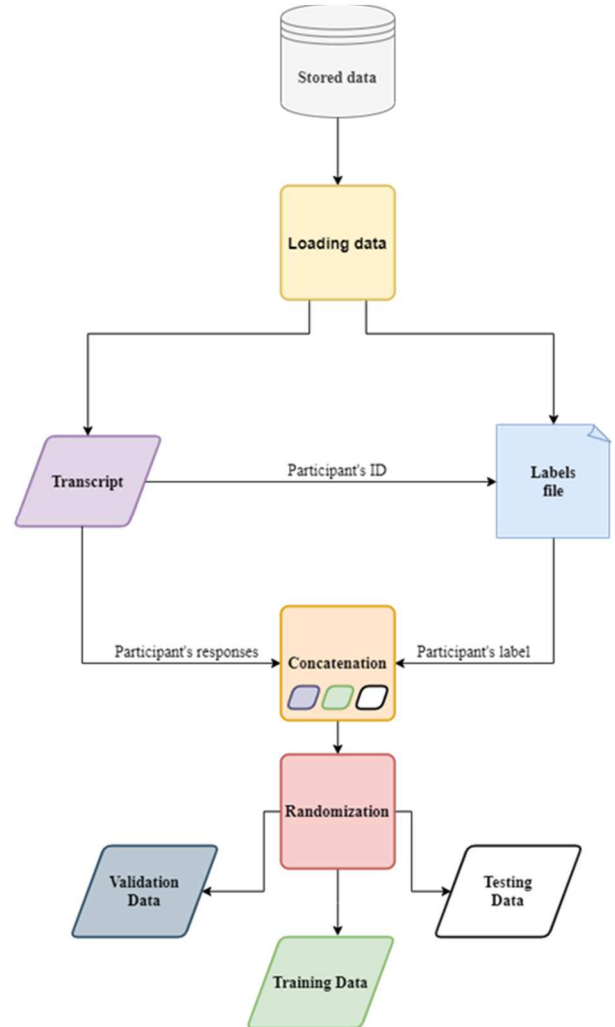 Stored data
Loading data
Transcript
Participant's ID
Labels
file
Participant's responses
Concatenation
Participant's label
Randomization
Validation
Data
Testing
Data
Training Data